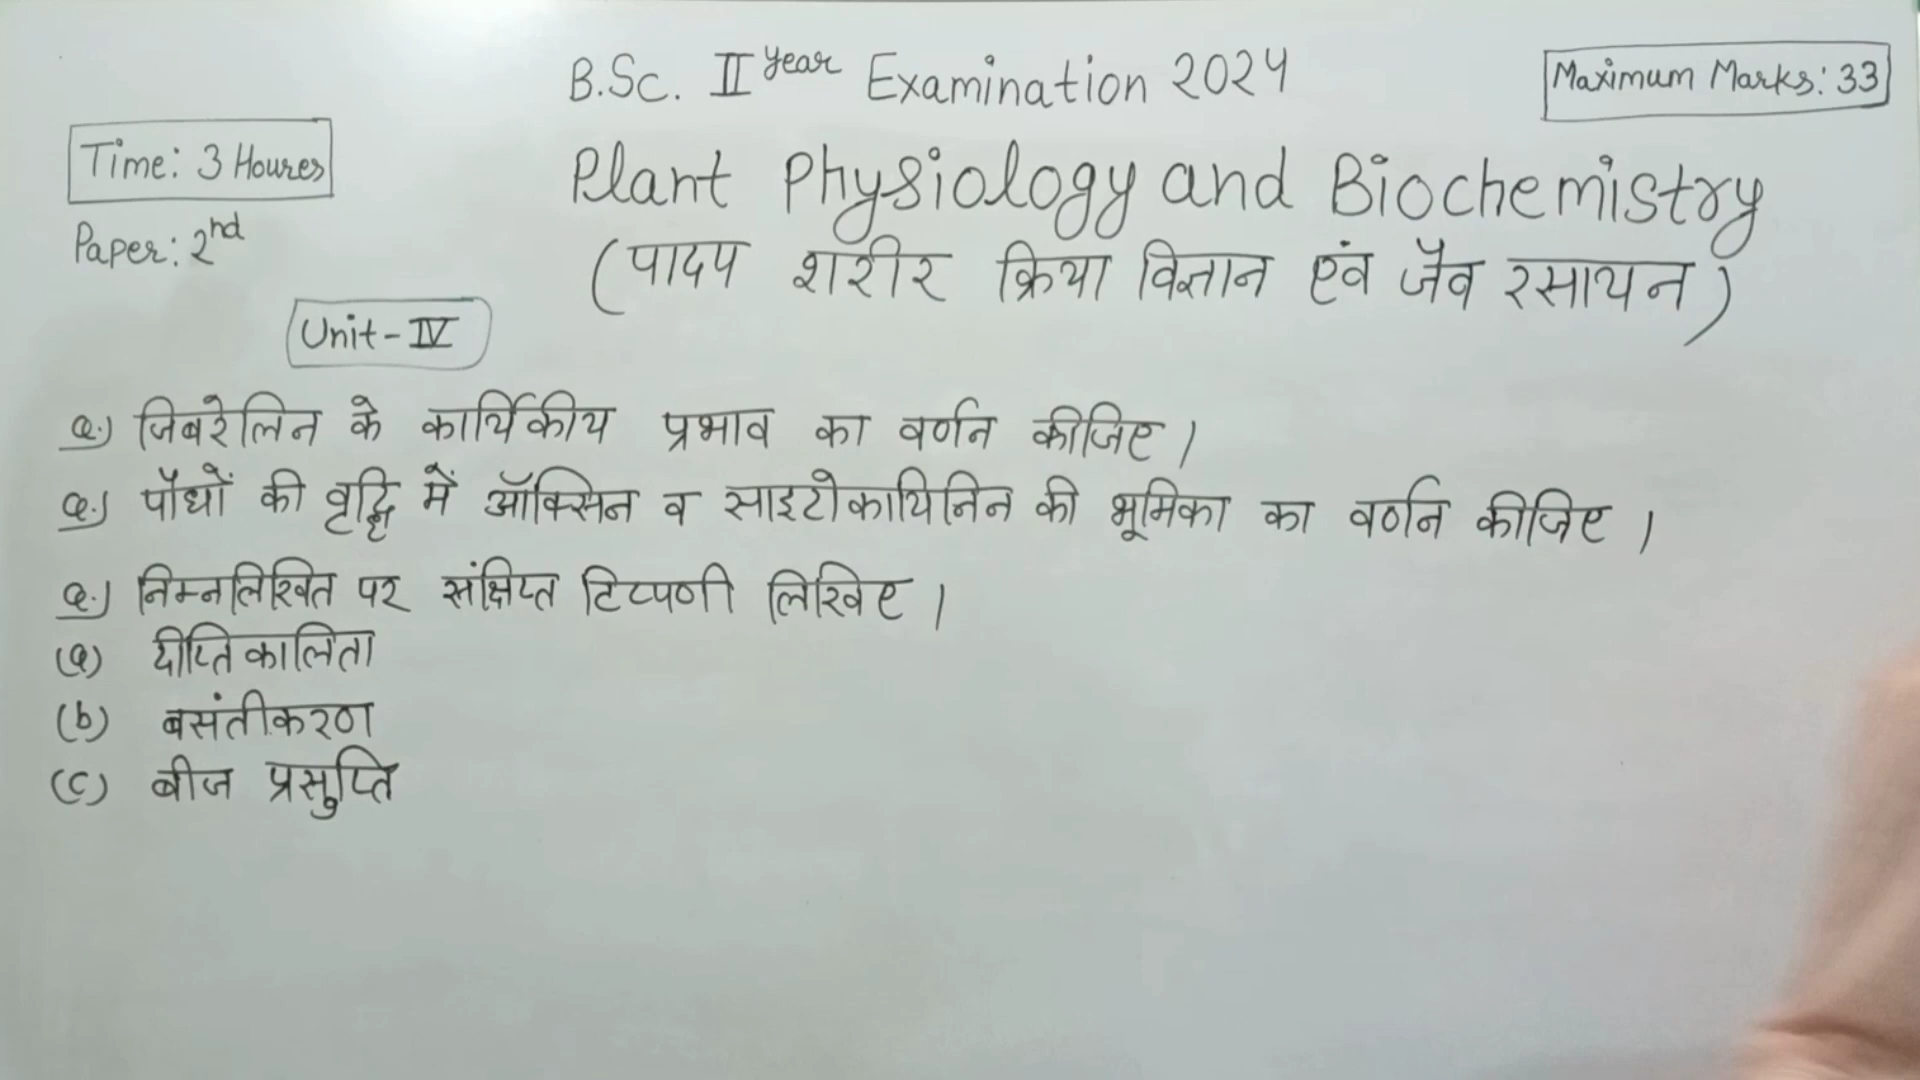 B.Sc. II year Examination 2024
Maximum Marks: 33
Time: 3 Houres
Plant Physiology and Biochemistry
Paper: 2nd
(पादप शरीर क्रिया विज्ञान एवं जैव रसायन)
Unit-IV
Q.) जिबरेलिन के कार्यिकीय प्रभाव का वर्णन कीजिए।
Q.) पौधों की वृद्धि में ऑक्सिन व साइटोकायिनिन की भूमिका का वर्णन कीजिए।
Q.) निम्नलिखित पर संक्षिप्त टिप्पणी लिखिए।
(a) दीप्तिकालिता
(b) बसंतीकरण
(c) बीज प्रसुप्ति